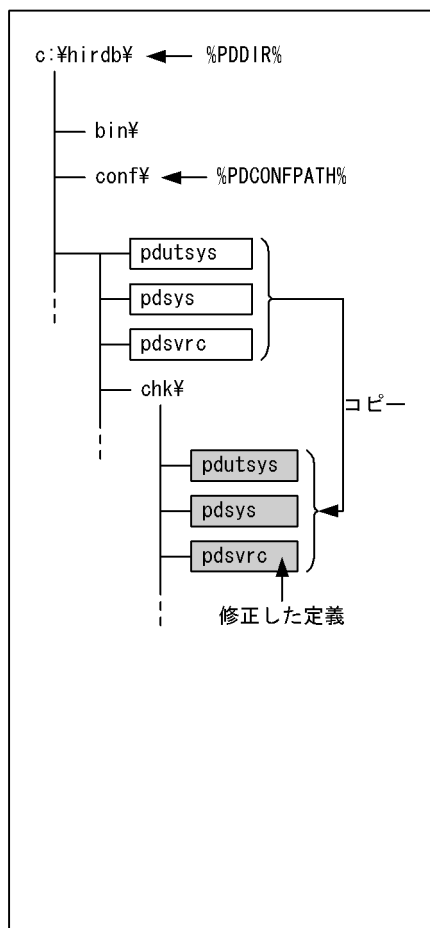 c:¥hirdb¥ %PDDIR%
bin¥
conf¥ %PDCONFPATH%
pdutsys
pdsys
pdsvrc
chk¥
コピー
pdutsys
pdsys
pdsvrc
修正した定義